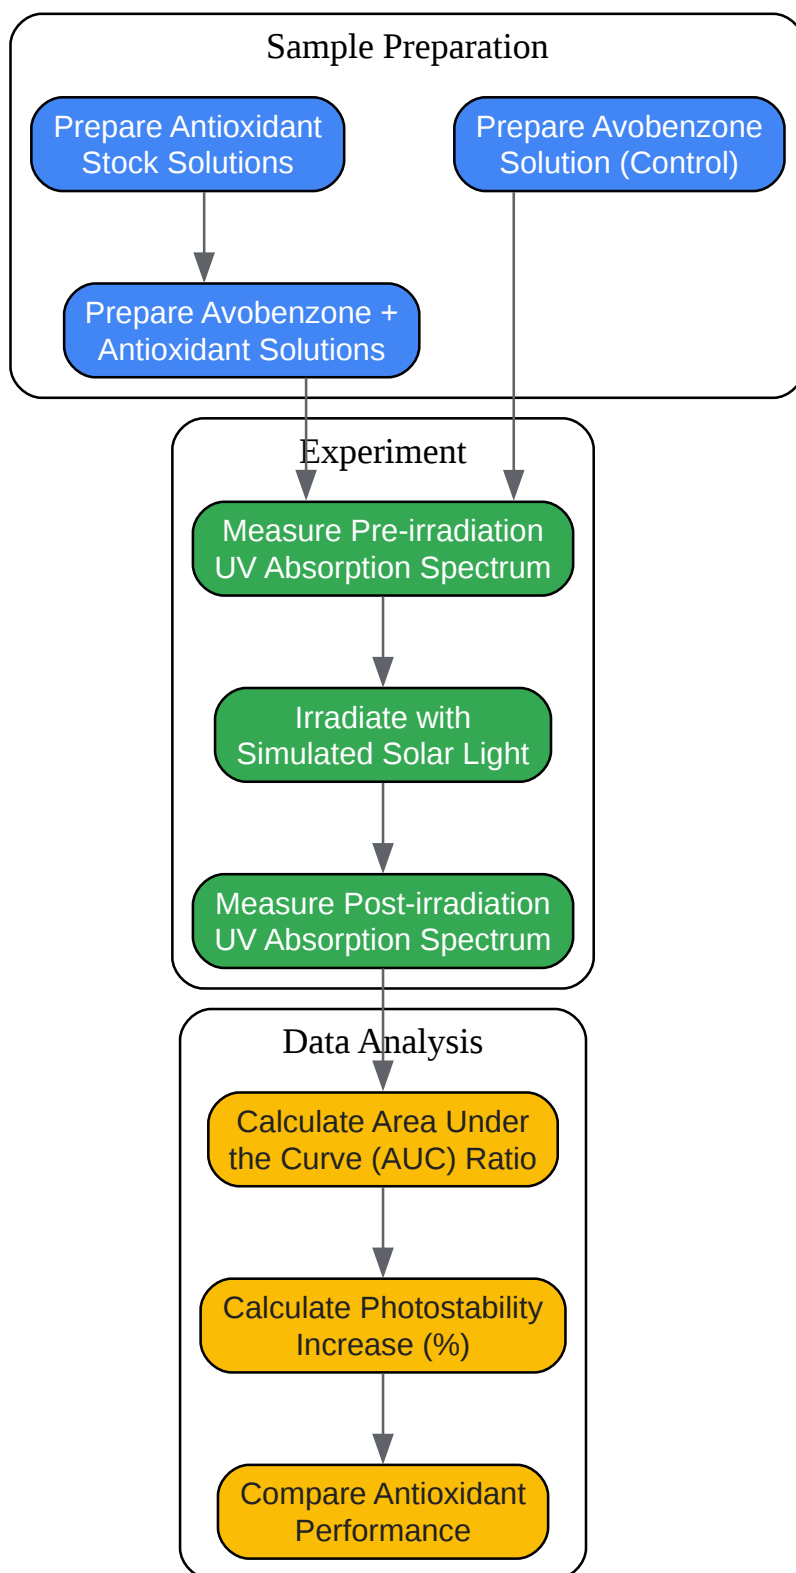 Sample Preparation
Prepare Antioxidant
Stock Solutions
Prepare Avobenzone
Solution (Control)
Prepare Avobenzone +
Antioxidant Solutions
Experiment
Measure Pre-irradiation
UV Absorption Spectrum
Irradiate with
Simulated Solar Light
Measure Post-irradiation
UV Absorption Spectrum
Data Analysis
Calculate Area Under
the Curve (AUC) Ratio
Calculate Photostability
Increase (%)
Compare Antioxidant
Performance